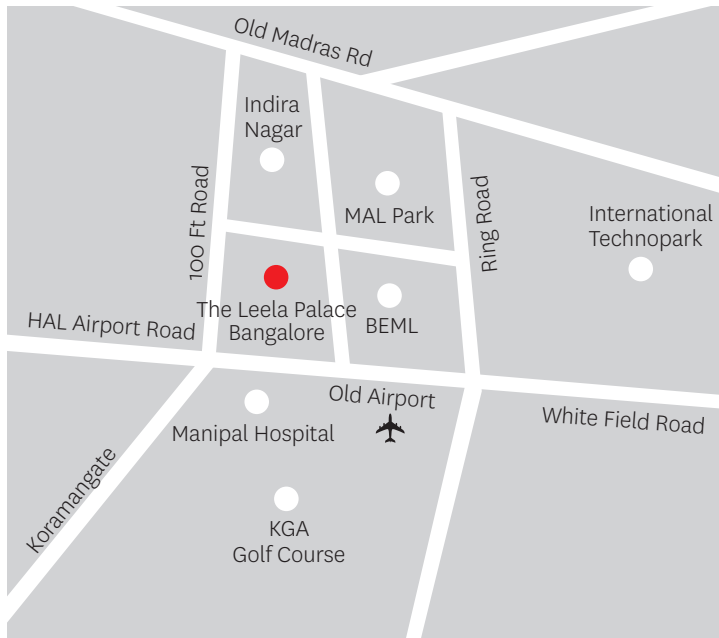 Old Madras Rd
Indira
Nagar
MAL Park
100 Ft Road
Ring Road
International
Technopark
The Leela Palace
Bangalore
BEML
HAL Airport Road
Old Airport
White Field Road
Manipal Hospital
Koramangate
KGA
Golf Course